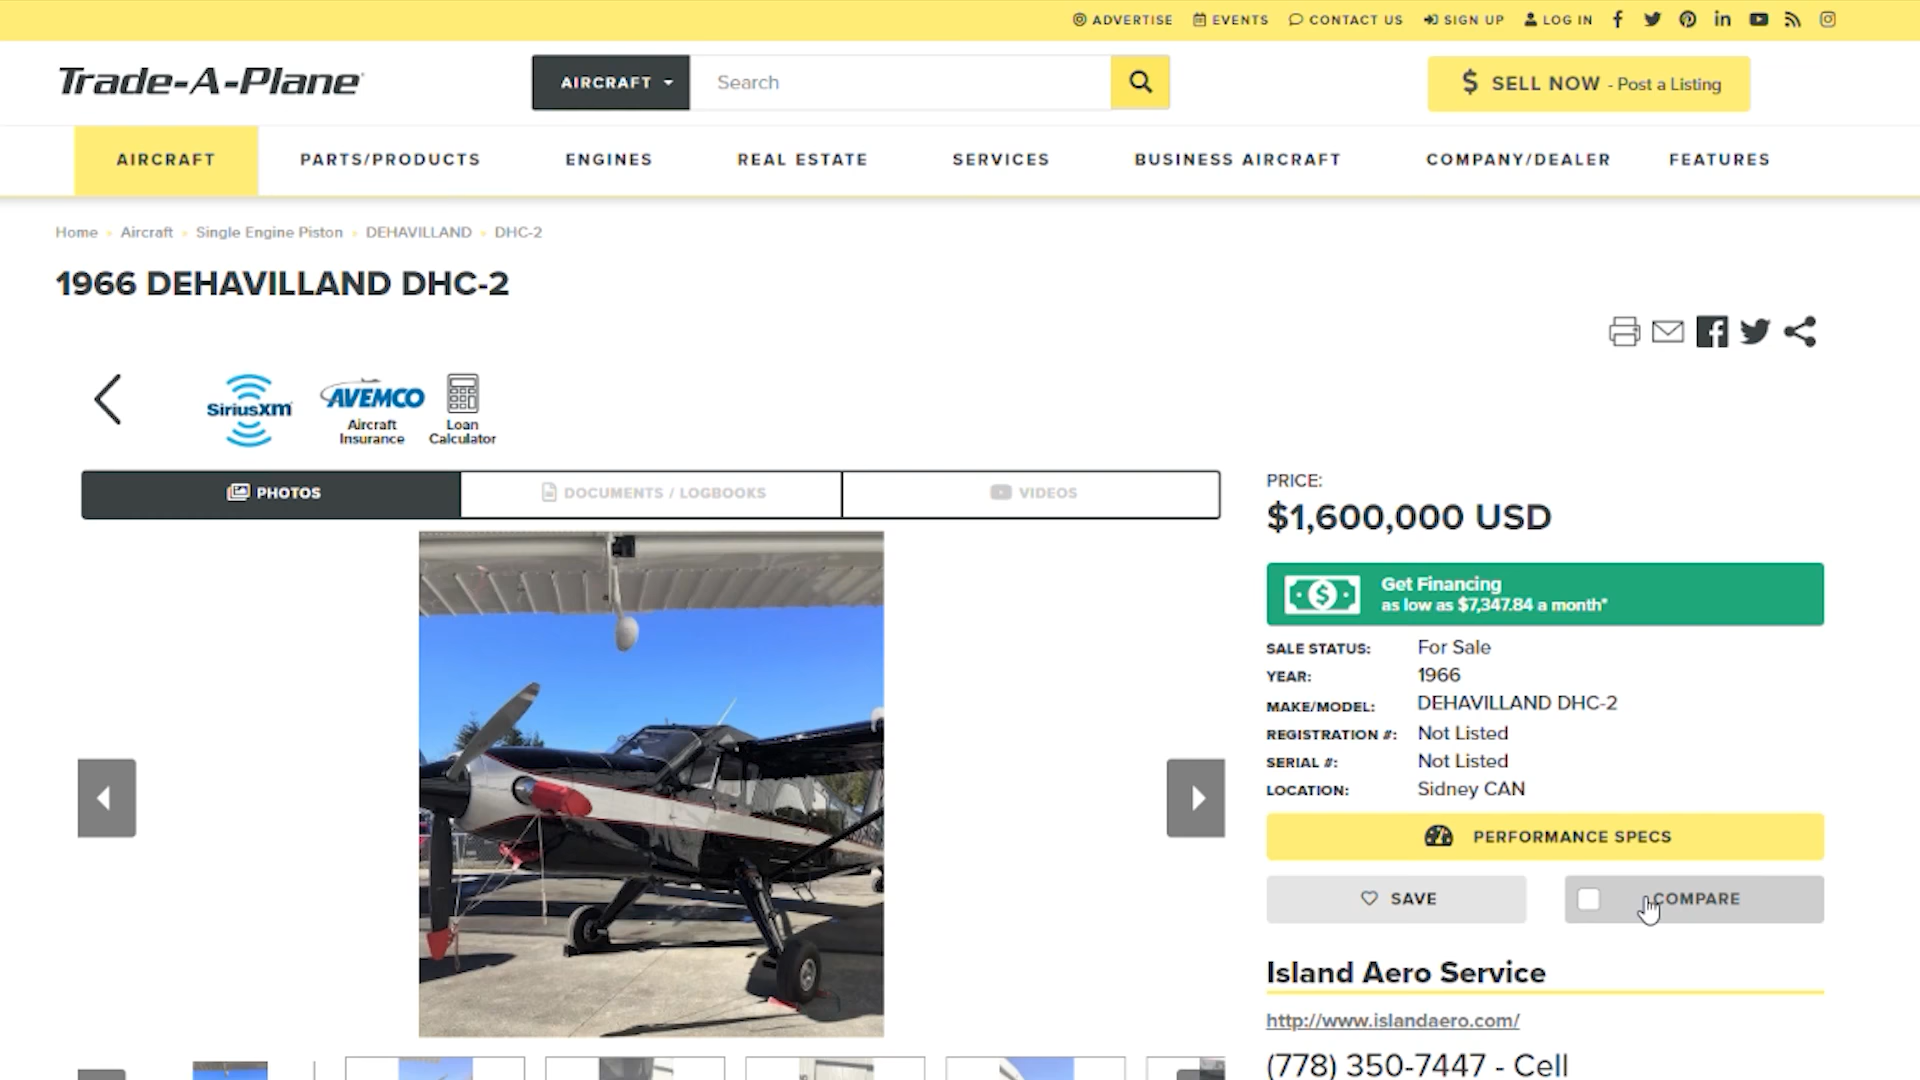 ADVERTISE EVENTS CONTACT US SIGN UP LOG IN
Trade-A-Plane
AIRCRAFT Search
$ SELL NOW - Post a Listing
AIRCRAFT PARTS/PRODUCTS ENGINES REAL ESTATE SERVICES BUSINESS AIRCRAFT COMPANY/DEALER FEATURES
Home Aircraft Single Engine Piston DEHAVILLAND DHC-2
1966 DEHAVILLAND DHC-2
SiriusXM
AVEMCO
Aircraft
Insurance
Loan
Calculator
PHOTOS DOCUMENTS / LOGBOOKS VIDEOS
PRICE:
$1,600,000 USD
Get Financing
as low as $7,347.84 a month*
SALE STATUS: For Sale
YEAR: 1966
MAKE/MODEL: DEHAVILLAND DHC-2
REGISTRATION #: Not Listed
SERIAL #: Not Listed
LOCATION: Sidney CAN
PERFORMANCE SPECS
SAVE COMPARE
Island Aero Service
http://www.islandaero.com/
(778) 350-7447 - Cell